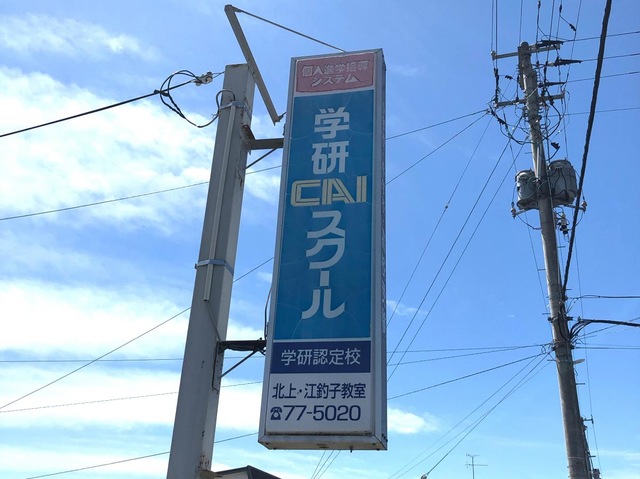 個人進学指導
システム
学研
CAI
スクール
学研認定校
北上・江釣子教室
☎77-5020